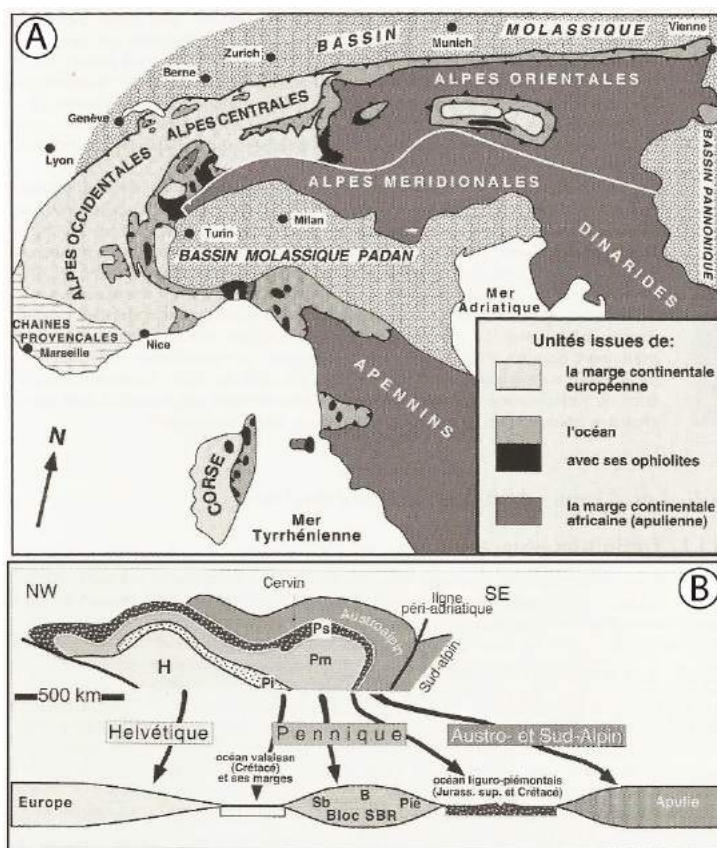 A
BASSIN MOLASSIQUE
Vienne
Munich
Zurich
Berne
ALPES ORIENTALES
ALPES CENTRALES
Genève
Lyon
ALPES OCCIDENTALES
ALPES MERIDIONALES
BASSIN PANNONIQUE
Milan
Turin
BASSIN MOLASSIQUE PADAN
DINARIDES
Mer
Adriatique
CHAINES
PROVENÇALES
Marseille
Nice
APENNINS
N
CORSE
Mer
Tyrrhénienne
Unités issues de:
la marge continentale
européenne
l'océan
avec ses ophiolites
la marge continentale
africaine (apulienne)
B
NW
Cervin
ligne
péri-adriatique
SE
Austroalpin
Sud-alpin
Ps
Pm
H
Pi
500 km
Helvétique
Pennique
Austro- et Sud-Alpin
océan valaisan
(Crétacé)
et ses marges
océan liguro-piémontais
(Jurass. sup. et Crétacé)
Europe
Sb
B
Pié
Bloc SBR
Apulie